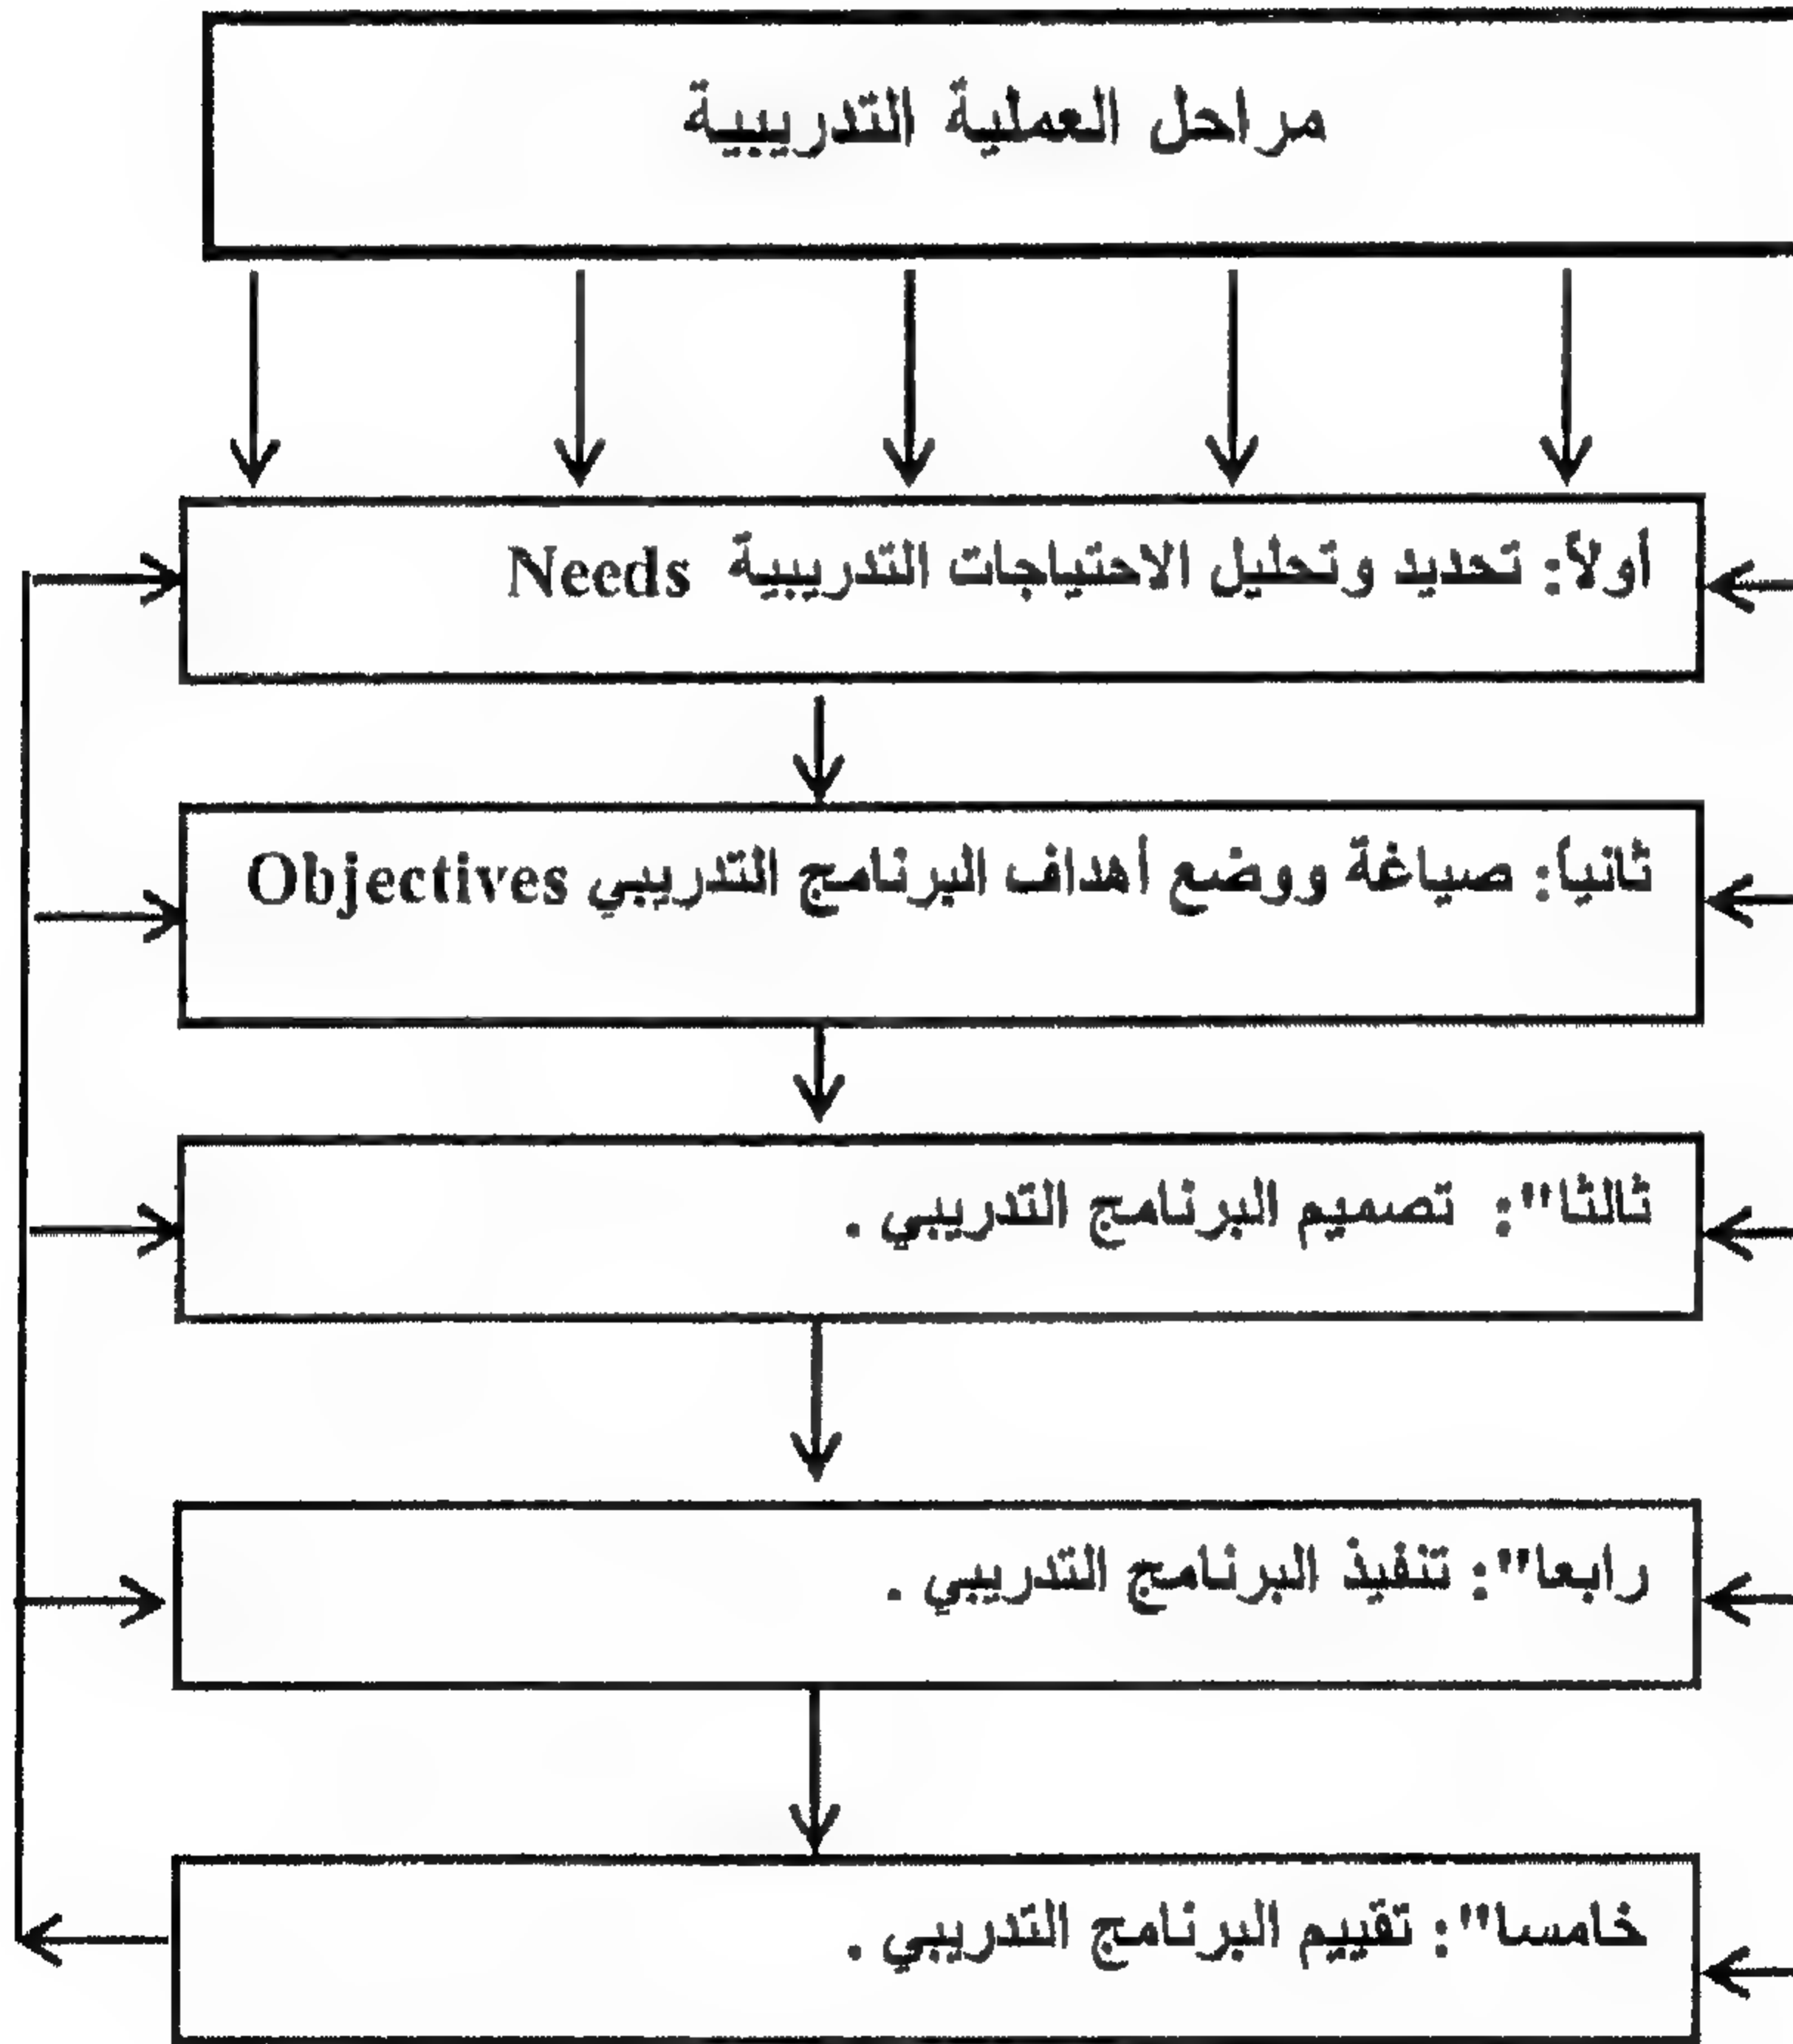 مراحل العملية التدريبية
أولاً: تحديد وتحليل الاحتياجات التدريبية Needs
ثانياً: صياغة ووضع أهداف البرنامج التدريبي Objectives
ثالثا": تصميم البرنامج التدريبي .
رابعا": تنفيذ البرنامج التدريبي .
خامسا": تقييم البرنامج التدريبي .